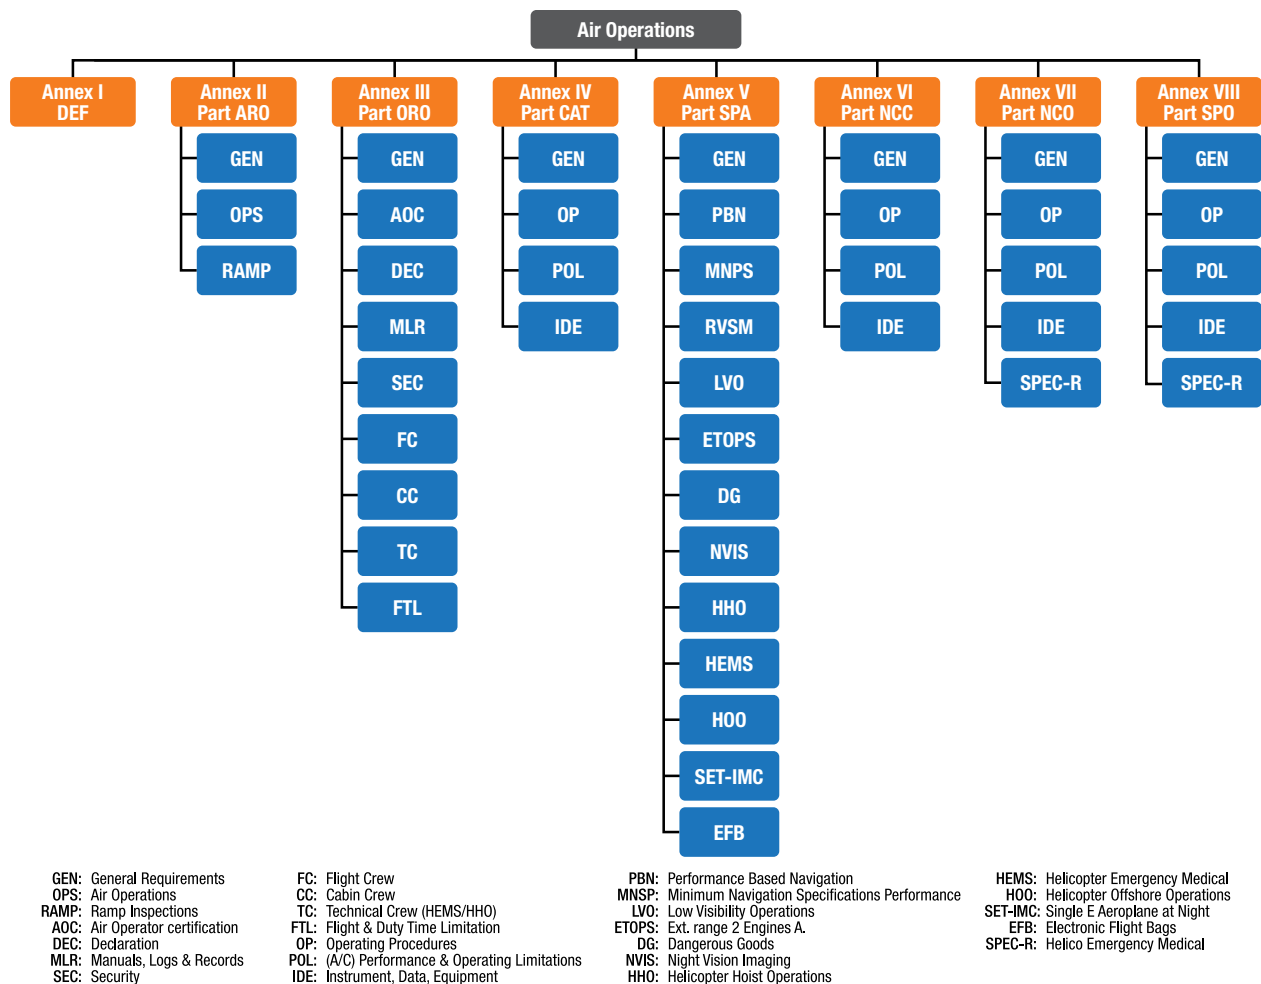 Air Operations
Annex I
DEF
Annex II
Part ARO
GEN
OPS
RAMP
Annex III
Part ORO
GEN
AOC
DEC
MLR
SEC
FC
CC
TC
FTL
Annex IV
Part CAT
GEN
OP
POL
IDE
Annex V
Part SPA
GEN
PBN
MNPS
RVSM
LVO
ETOPS
DG
NVIS
HHO
HEMS
HOO
SET-IMC
EFB
Annex VI
Part NCC
GEN
OP
POL
IDE
Annex VII
Part NCO
GEN
OP
POL
IDE
SPEC-R
Annex VIII
Part SPO
GEN
OP
POL
IDE
SPEC-R
GEN: General Requirements
OPS: Air Operations
RAMP: Ramp Inspections
AOC: Air Operator certification
DEC: Declaration
MLR: Manuals, Logs & Records
SEC: Security
FC: Flight Crew
CC: Cabin Crew
TC: Technical Crew (HEMS/HHO)
FTL: Flight & Duty Time Limitation
OP: Operating Procedures
POL: (A/C) Performance & Operating Limitations
IDE: Instrument, Data, Equipment
PBN: Performance Based Navigation
MNSP: Minimum Navigation Specifications Performance
LVO: Low Visibility Operations
ETOPS: Ext. range 2 Engines A.
DG: Dangerous Goods
NVIS: Night Vision Imaging
HHO: Helicopter Hoist Operations
HEMS: Helicopter Emergency Medical
HOO: Helicopter Offshore Operations
SET-IMC: Single E Aeroplane at Night
EFB: Electronic Flight Bags
SPEC-R: Helico Emergency Medical